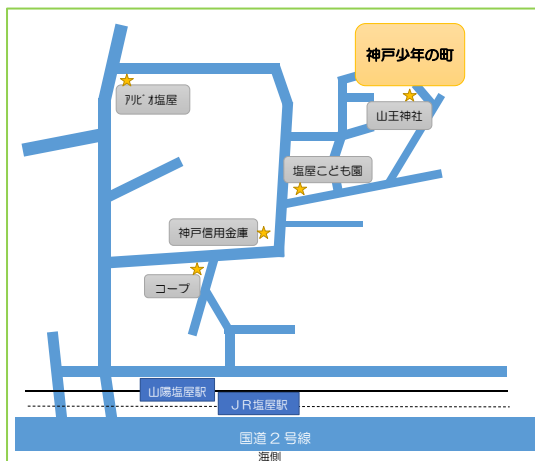 神戸少年の町
ｱﾘﾋﾞｵ塩屋
山王神社
塩屋こども園
神戸信用金庫
コープ
山陽塩屋駅
ＪＲ塩屋駅
国道２号線
海側